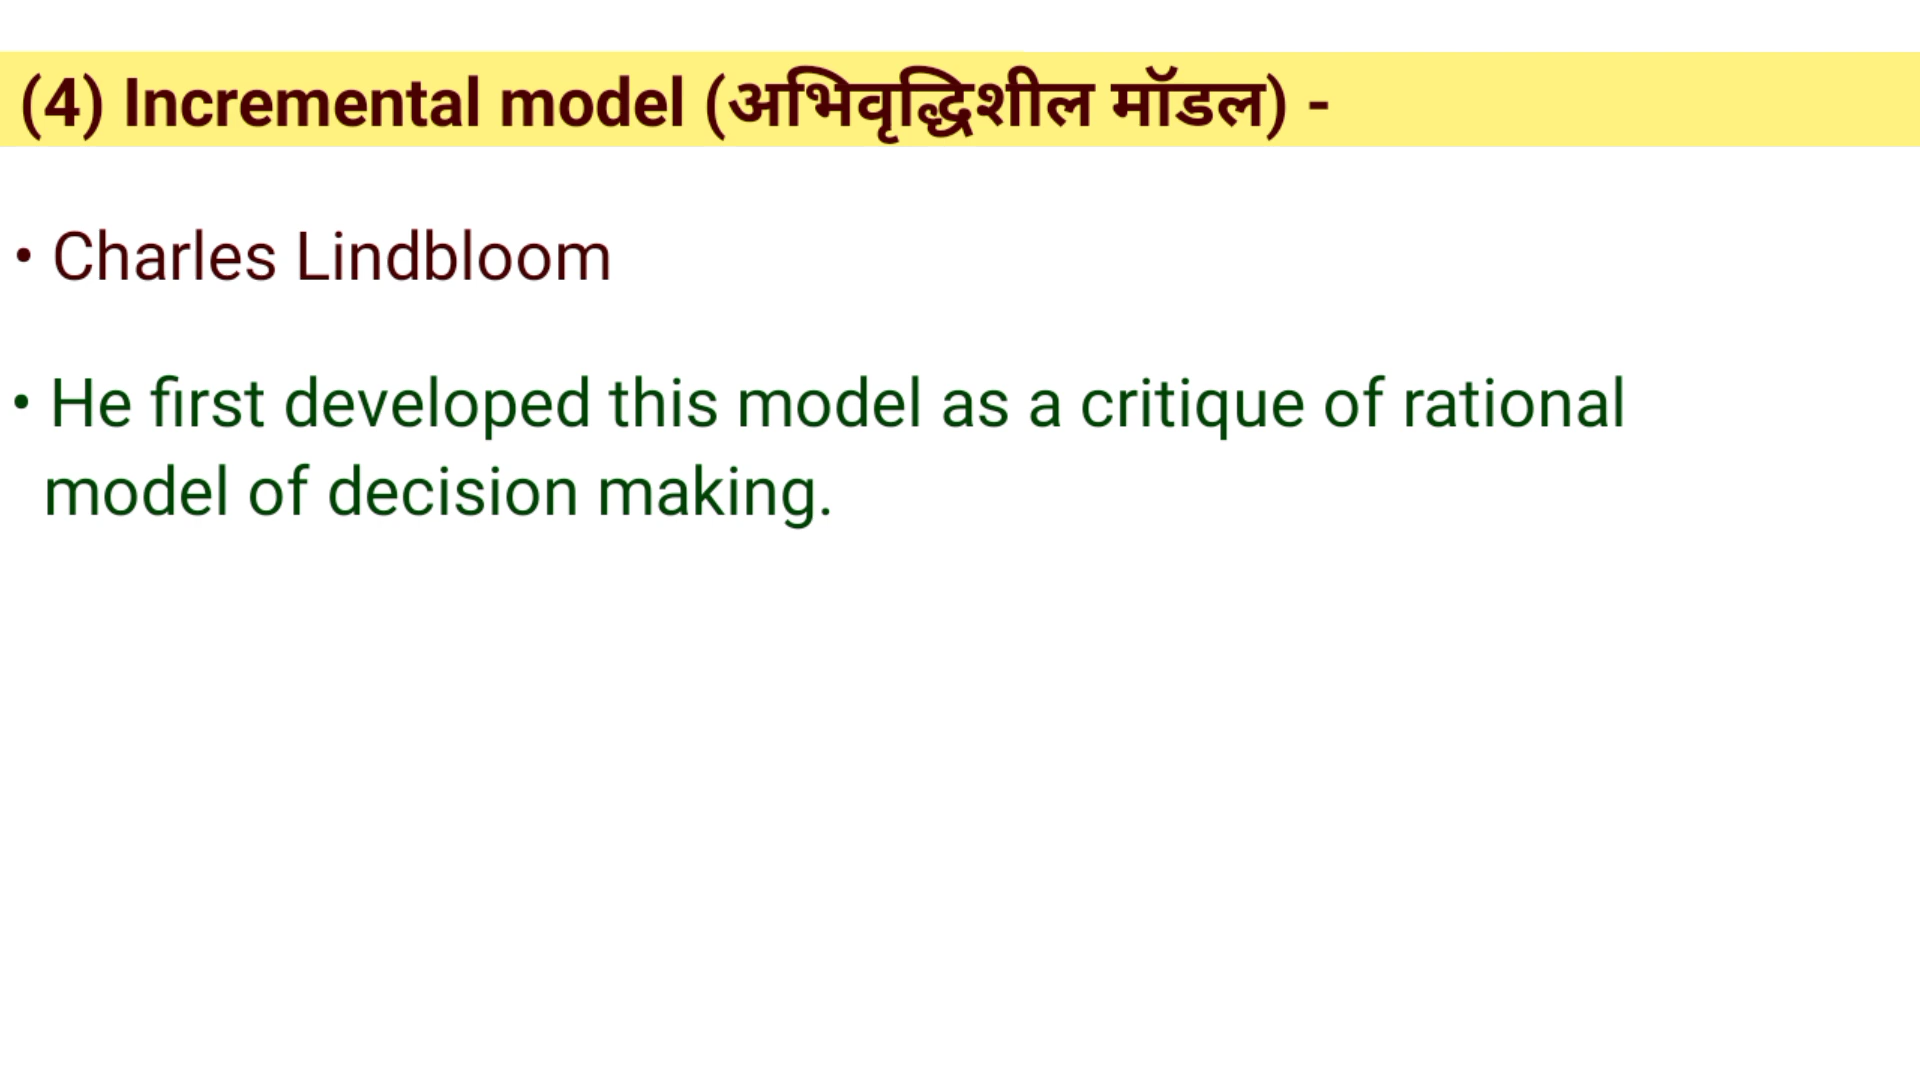 (4) Incremental model (अभिवृद्धिशील मॉडल) -
• Charles Lindbloom
• He first developed this model as a critique of rational
model of decision making.